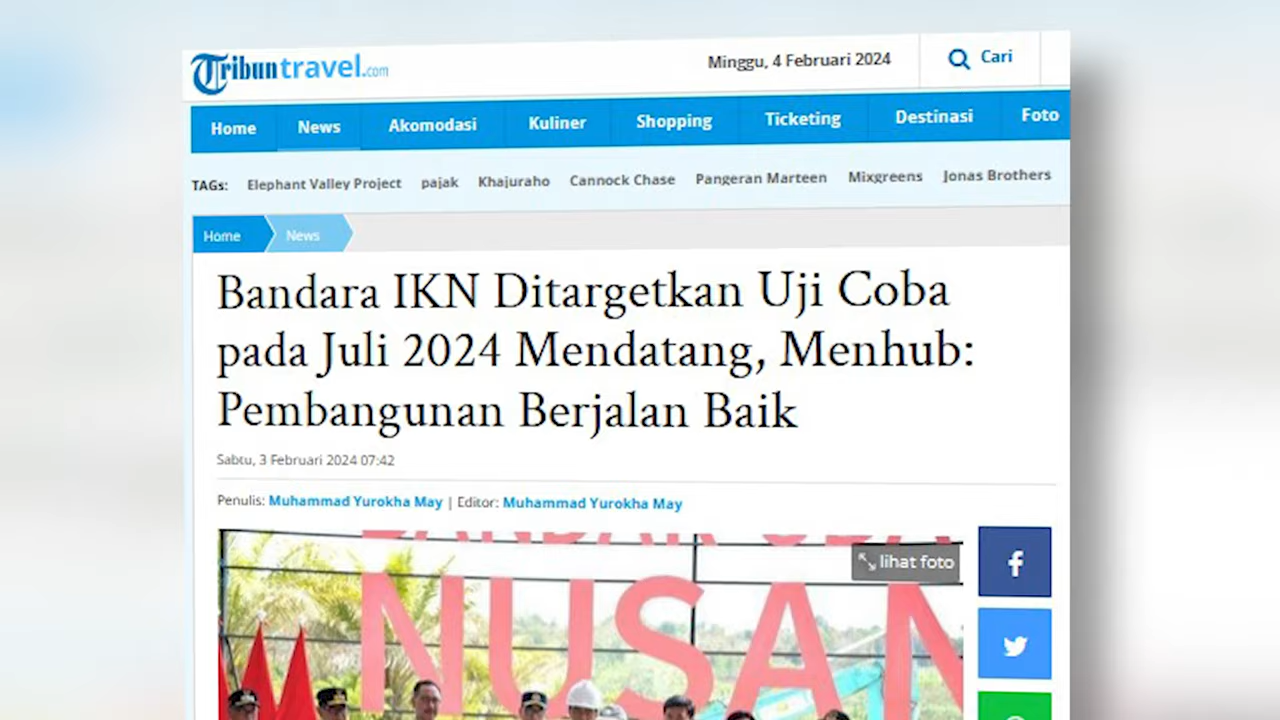 Tribuntravel.com
Minggu, 4 Februari 2024
Cari
Home News Akomodasi Kuliner Shopping Ticketing Destinasi Foto
TAGs: Elephant Valley Project pajak Khajuraho Cannock Chase Pangeran Marteen Mixgreens Jonas Brothers
Home News
Bandara IKN Ditargetkan Uji Coba
pada Juli 2024 Mendatang, Menhub:
Pembangunan Berjalan Baik
Sabtu, 3 Februari 2024 07:42
Penulis: Muhammad Yurokha May | Editor: Muhammad Yurokha May
lihat foto
NUSAN